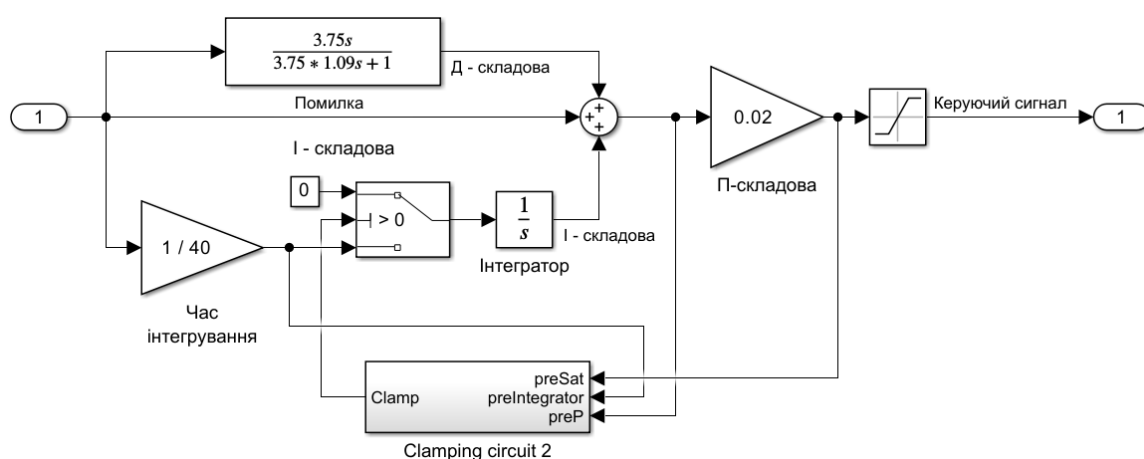 3.75s
3.75 * 1.09s + 1
Д - складова
Помилка
1
0.02
Керуючий сигнал
1
П-складова
І - складова
0
> 0
1
s
І - складова
Інтегратор
1 / 40
Час
інтегрування
Clamp
preSat
preIntegrator
preP
Clamping circuit 2